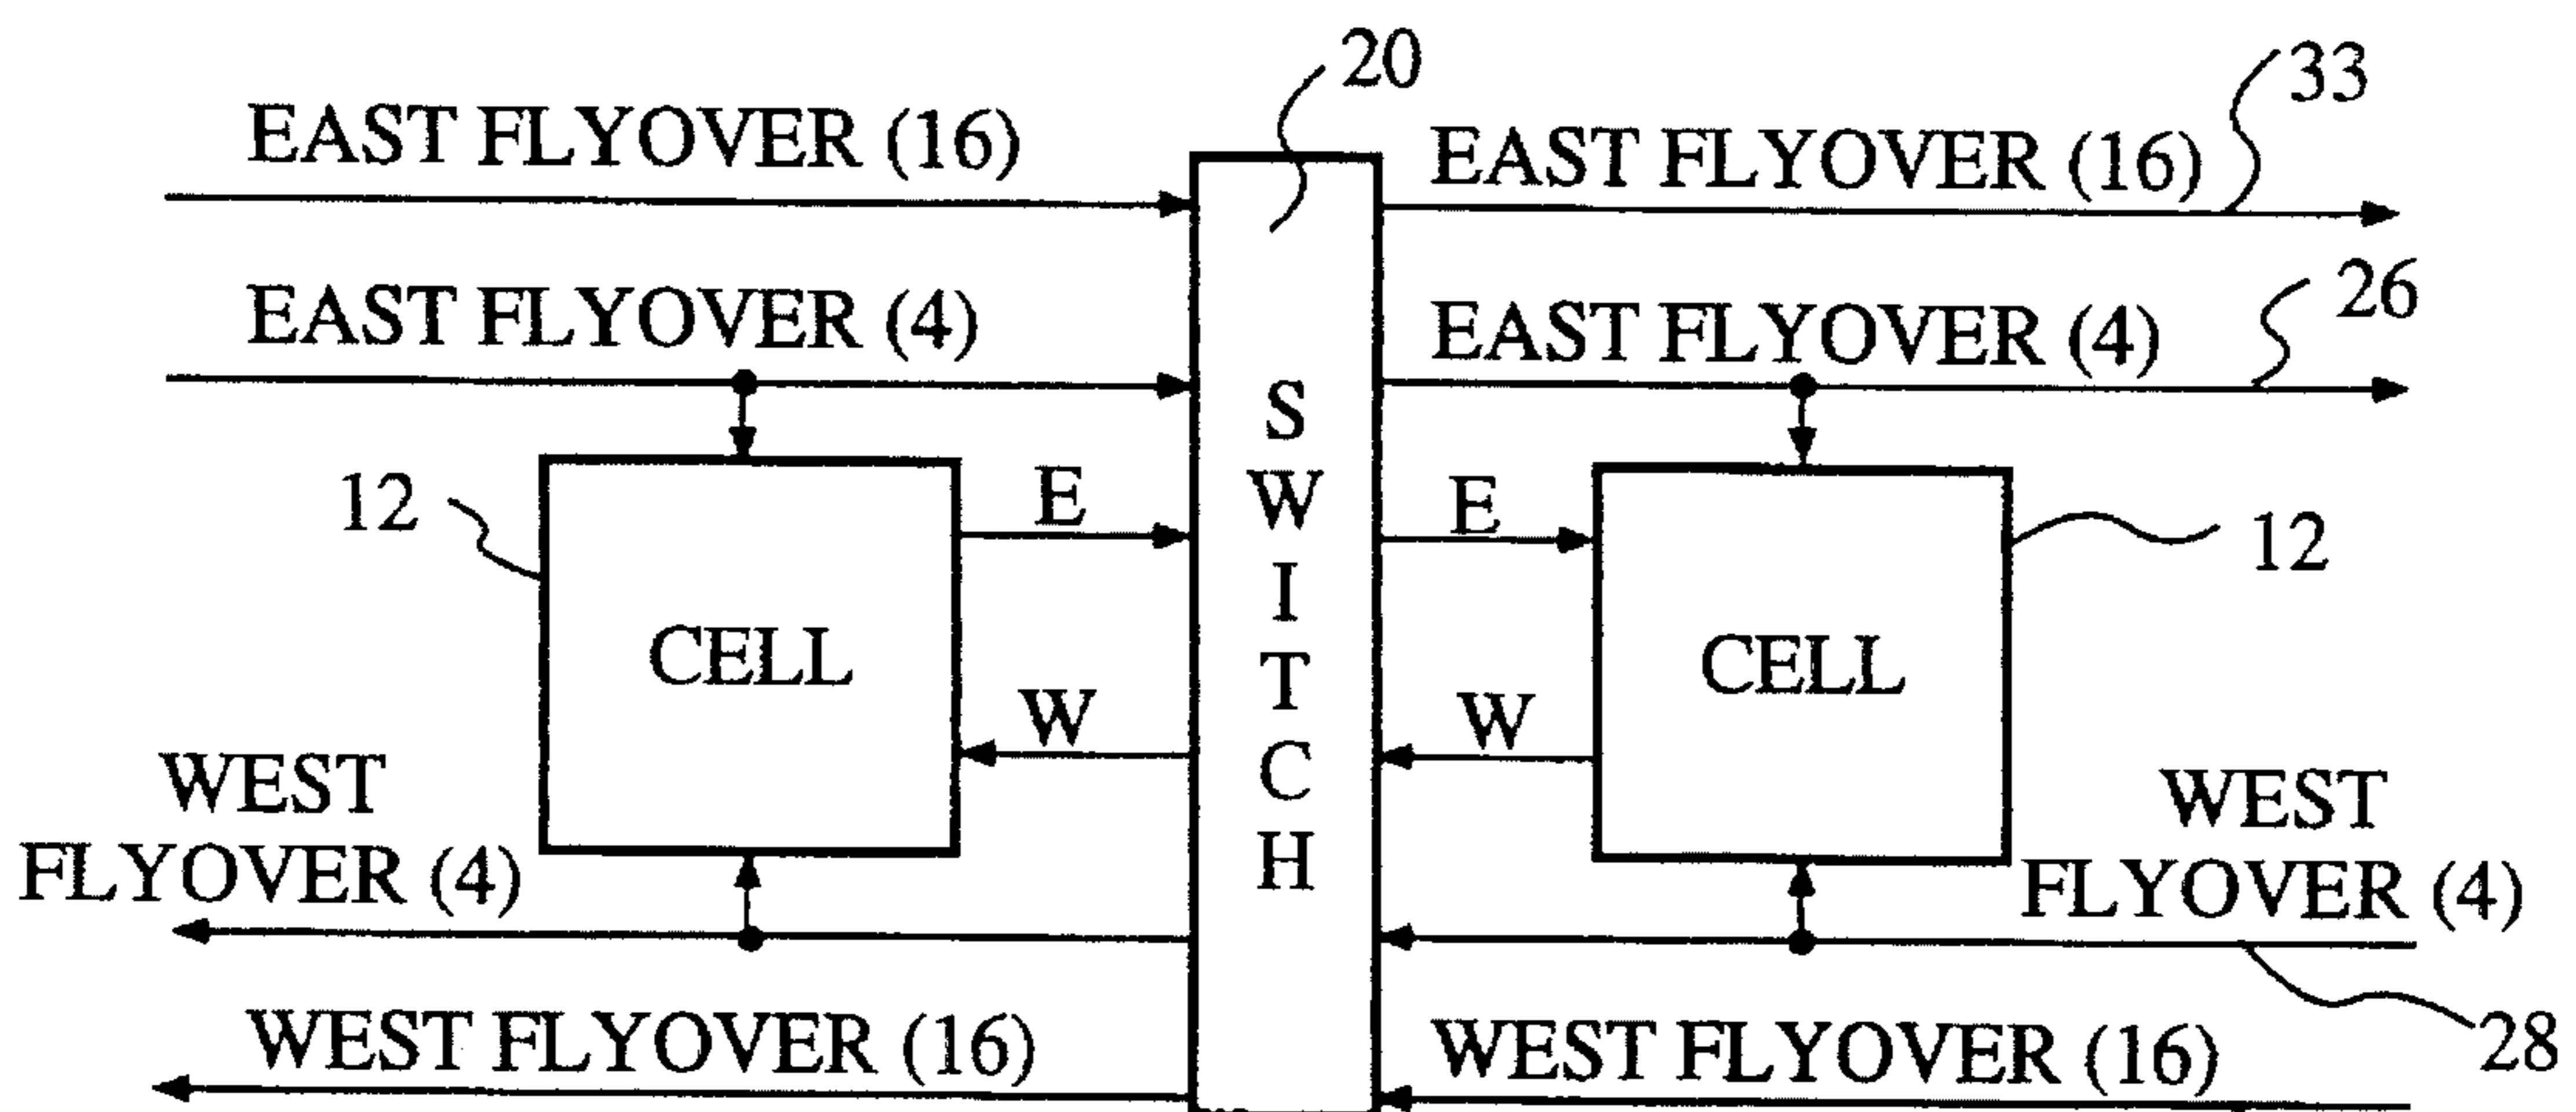 20
33
EAST FLYOVER (16)
EAST FLYOVER (16)
26
EAST FLYOVER (4)
EAST FLYOVER (4)
12
E
SWITCH
E
12
CELL
CELL
W
W
WEST
FLYOVER (4)
WEST
FLYOVER (4)
WEST FLYOVER (16)
WEST FLYOVER (16)
28